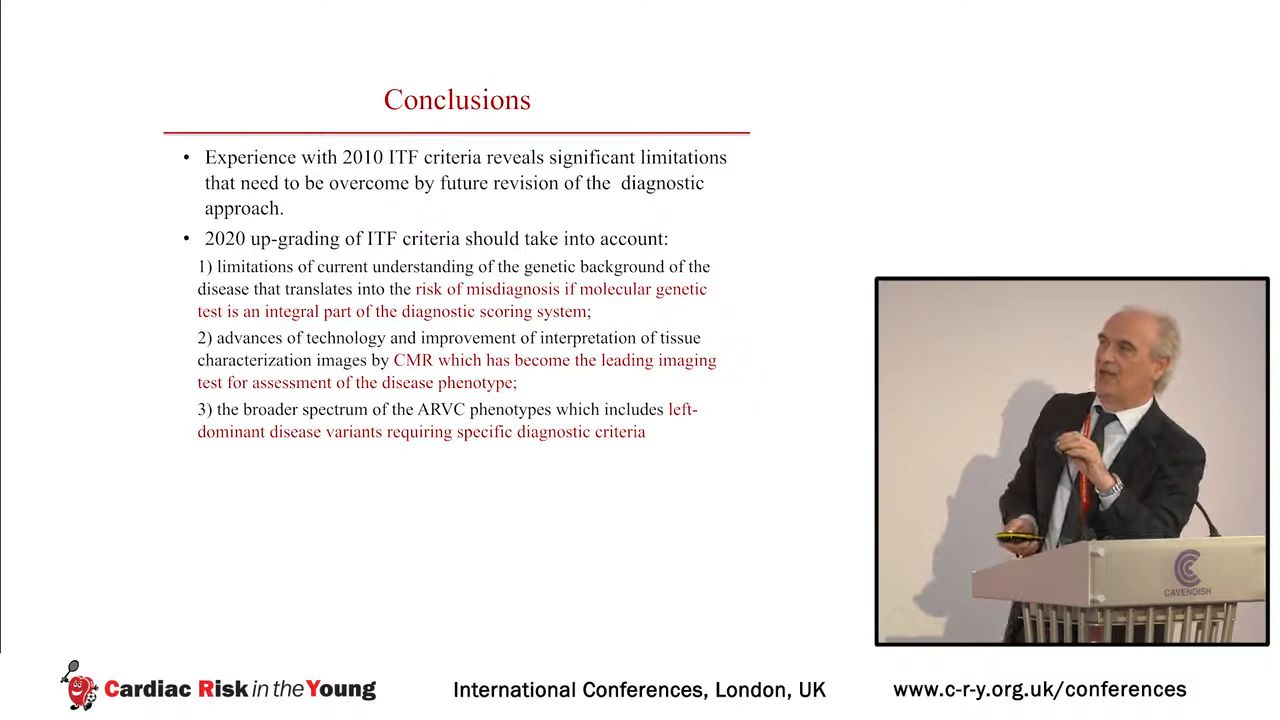 Conclusions
• Experience with 2010 ITF criteria reveals significant limitations
that need to be overcome by future revision of the diagnostic
approach.
• 2020 up-grading of ITF criteria should take into account:
1) limitations of current understanding of the genetic background of the
disease that translates into the risk of misdiagnosis if molecular genetic
test is an integral part of the diagnostic scoring system;
2) advances of technology and improvement of interpretation of tissue
characterization images by CMR which has become the leading imaging
test for assessment of the disease phenotype;
3) the broader spectrum of the ARVC phenotypes which includes left-
dominant disease variants requiring specific diagnostic criteria
CAVENDISH
Cardiac Risk in the Young
International Conferences, London, UK
www.c-r-y.org.uk/conferences